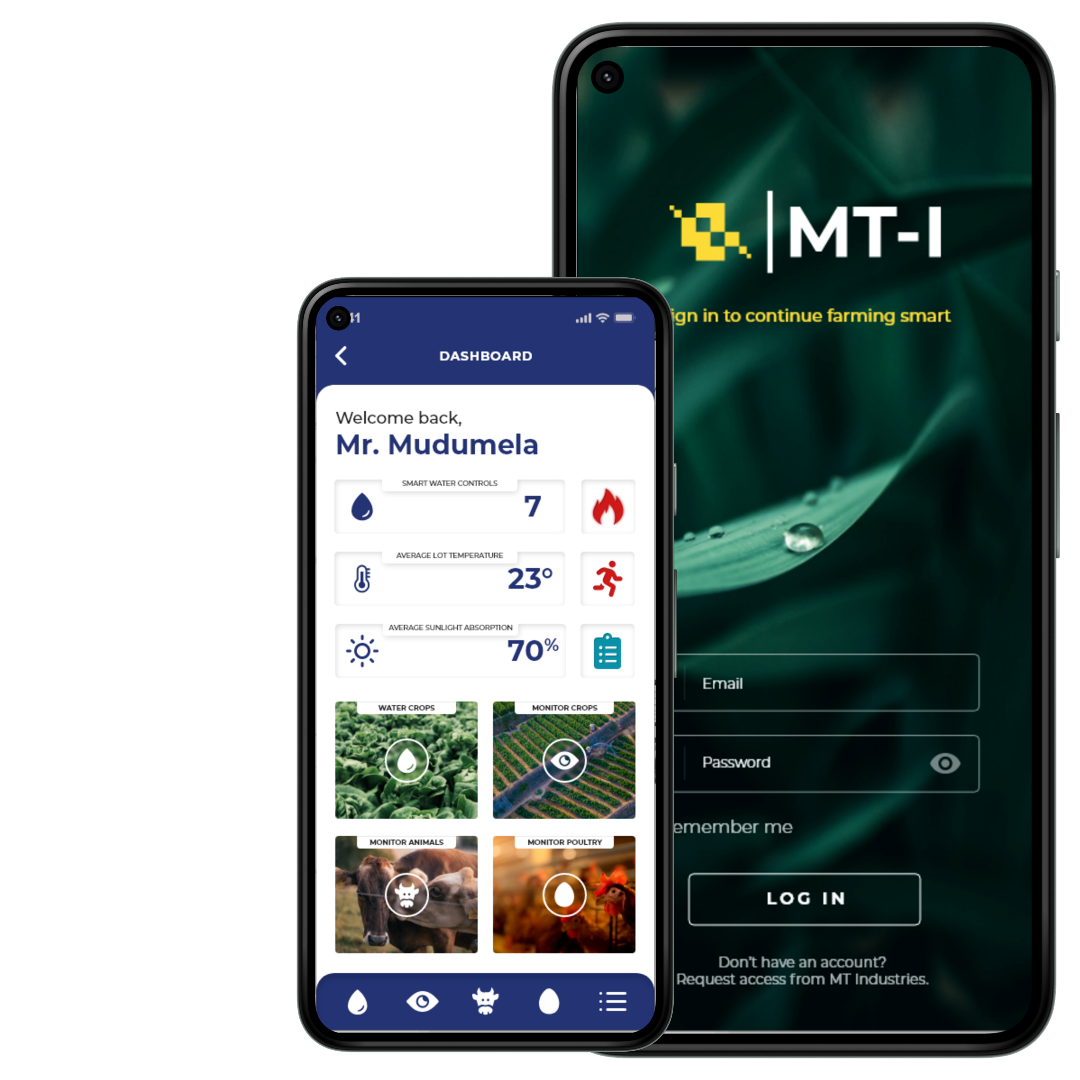 MT-I
ign in to continue farming smart
41
DASHBOARD
Welcome back,
Mr. Mudumela
SMART WATER CONTROLS
7
AVERAGE LOT TEMPERATURE
23°
AVERAGE SUNLIGHT ABSORPTION
70%
WATER CROPS
MONITOR CROPS
MONITOR ANIMALS
MONITOR POULTRY
Email
Password
emember me
LOG IN
Don't have an account?
Request access from MT Industries.